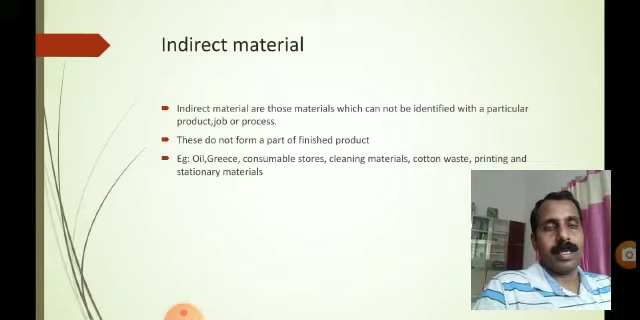 Indirect material
Indirect material are those materials which can not be identified with a particular
product,job or process.
These do not form a part of finished product
Eg: Oil,Greece, consumable stores, cleaning materials, cotton waste, printing and
stationary materials